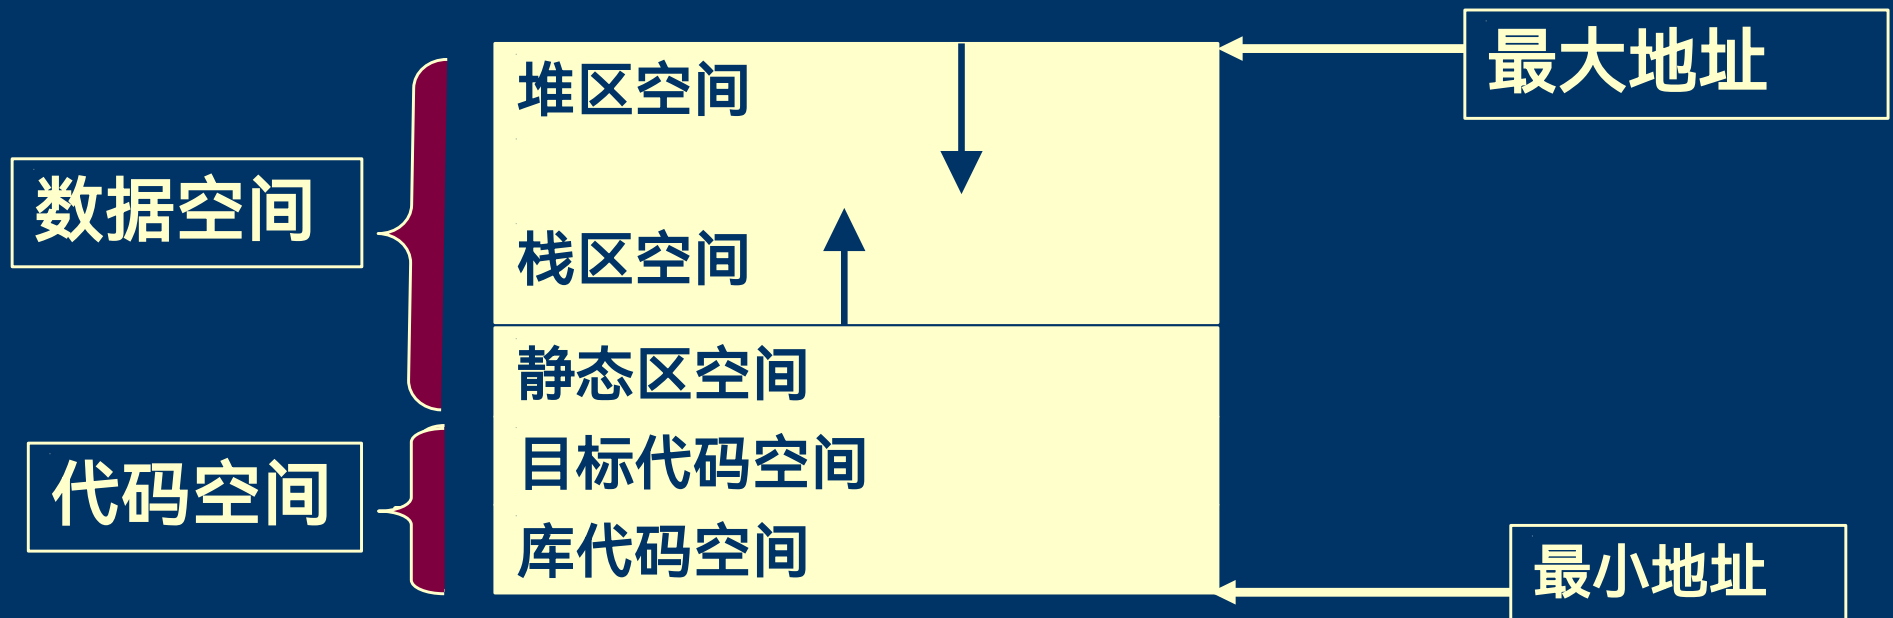 最大地址
堆区空间
数据空间
栈区空间
静态区空间
目标代码空间
代码空间
库代码空间
最小地址